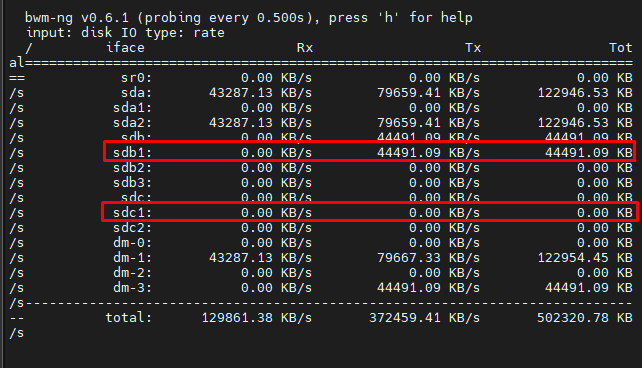 bwm-ng v0.6.1 (probing every 0.500s), press 'h' for help
input: disk IO type: rate
/ iface Rx Tx Tot
al==============================================================================
== sr0: 0.00 KB/s 0.00 KB/s 0.00 KB
/s sda: 43287.13 KB/s 79659.41 KB/s 122946.53 KB
/s sda1: 0.00 KB/s 0.00 KB/s 0.00 KB
/s sda2: 43287.13 KB/s 79659.41 KB/s 122946.53 KB
/s sdb: 0.00 KB/s 44491.09 KB/s 44491.09 KB
/s sdb1: 0.00 KB/s 44491.09 KB/s 44491.09 KB
/s sdb2: 0.00 KB/s 0.00 KB/s 0.00 KB
/s sdb3: 0.00 KB/s 0.00 KB/s 0.00 KB
/s sdc: 0.00 KB/s 0.00 KB/s 0.00 KB
/s sdc1: 0.00 KB/s 0.00 KB/s 0.00 KB
/s sdc2: 0.00 KB/s 0.00 KB/s 0.00 KB
/s dm-0: 0.00 KB/s 0.00 KB/s 0.00 KB
/s dm-1: 43287.13 KB/s 79667.33 KB/s 122954.45 KB
/s dm-2: 0.00 KB/s 0.00 KB/s 0.00 KB
/s dm-3: 0.00 KB/s 44491.09 KB/s 44491.09 KB
/s------------------------------------------------------------------------------
-- total: 129861.38 KB/s 372459.41 KB/s 502320.78 KB
/s